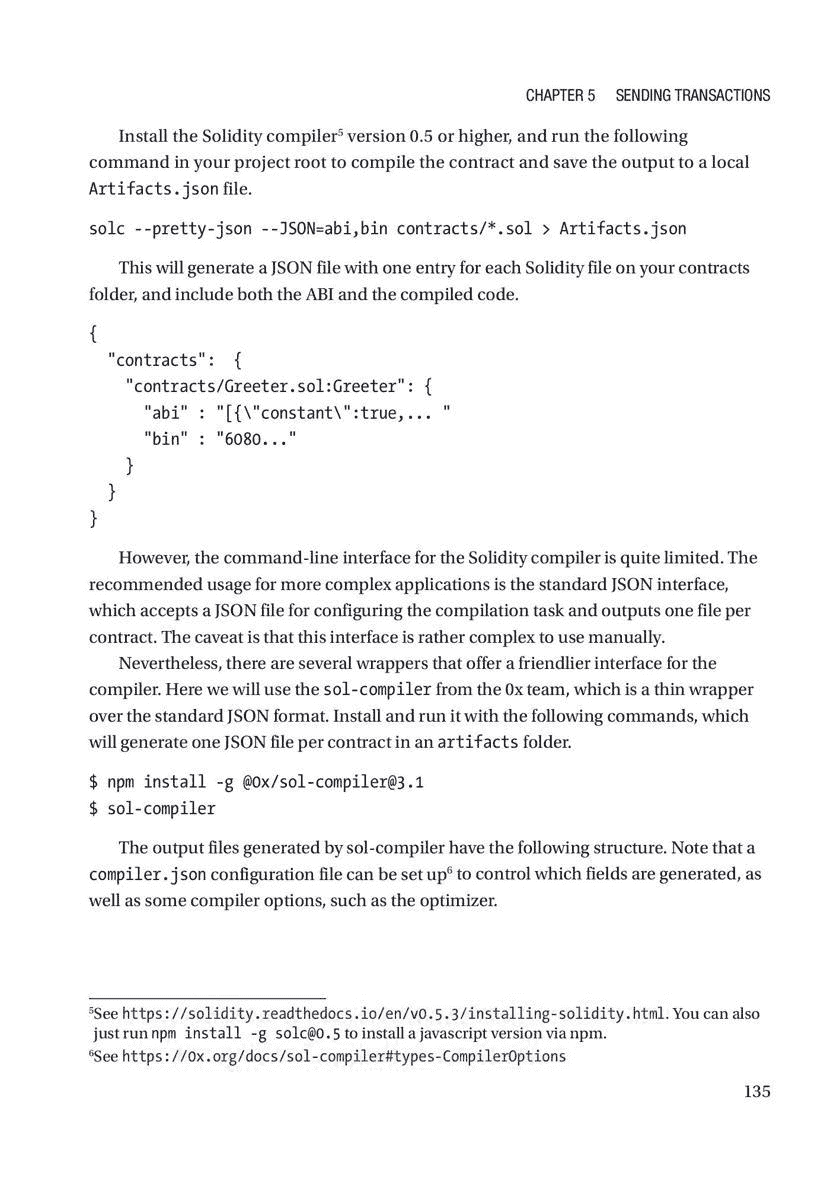 CHAPTER 5 SENDING TRANSACTIONS
Install the Solidity compiler⁵ version 0.5 or higher, and run the following
command in your project root to compile the contract and save the output to a local
Artifacts.json file.
solc --pretty-json --JSON=abi,bin contracts/*.sol > Artifacts.json
This will generate a JSON file with one entry for each Solidity file on your contracts
folder, and include both the ABI and the compiled code.
{
  "contracts":  {
    "contracts/Greeter.sol:Greeter": {
      "abi" : "[{\"constant\":true,... "
      "bin" : "6080..."
    }
  }
}
However, the command-line interface for the Solidity compiler is quite limited. The
recommended usage for more complex applications is the standard JSON interface,
which accepts a JSON file for configuring the compilation task and outputs one file per
contract. The caveat is that this interface is rather complex to use manually.
Nevertheless, there are several wrappers that offer a friendlier interface for the
compiler. Here we will use the sol-compiler from the 0x team, which is a thin wrapper
over the standard JSON format. Install and run it with the following commands, which
will generate one JSON file per contract in an artifacts folder.
$ npm install -g @0x/sol-compiler@3.1
$ sol-compiler
The output files generated by sol-compiler have the following structure. Note that a
compiler.json configuration file can be set up⁶ to control which fields are generated, as
well as some compiler options, such as the optimizer.
⁵See https://solidity.readthedocs.io/en/v0.5.3/installing-solidity.html. You can also
just run npm install -g solc@0.5 to install a javascript version via npm.
⁶See https://0x.org/docs/sol-compiler#types-CompilerOptions
135